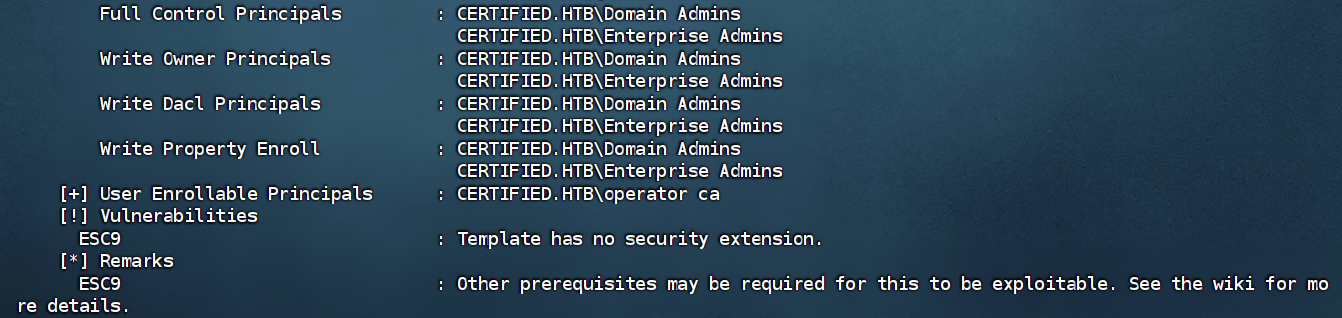 Full Control Principals : CERTIFIED.HTB\Domain Admins
CERTIFIED.HTB\Enterprise Admins
Write Owner Principals : CERTIFIED.HTB\Domain Admins
CERTIFIED.HTB\Enterprise Admins
Write Dacl Principals : CERTIFIED.HTB\Domain Admins
CERTIFIED.HTB\Enterprise Admins
Write Property Enroll : CERTIFIED.HTB\Domain Admins
CERTIFIED.HTB\Enterprise Admins
[+] User Enrollable Principals : CERTIFIED.HTB\operator ca
[!] Vulnerabilities
ESC9 : Template has no security extension.
[*] Remarks
ESC9 : Other prerequisites may be required for this to be exploitable. See the wiki for mo
re details.